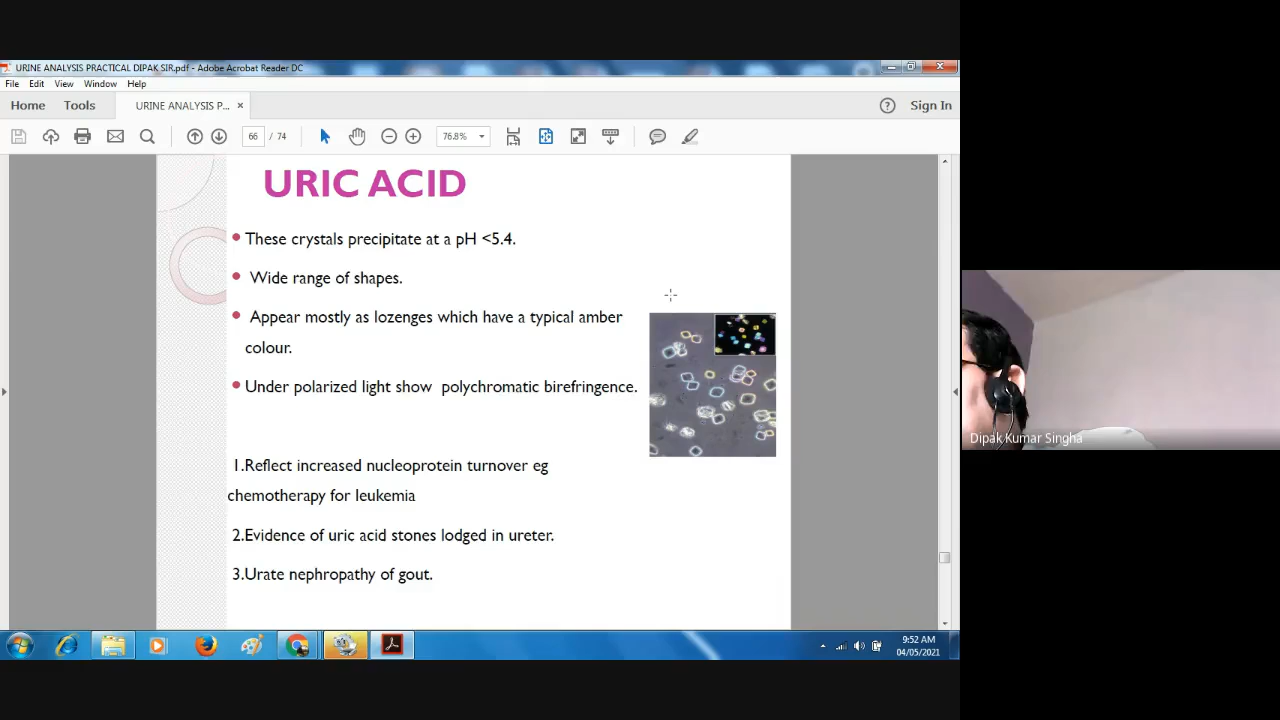 URINE ANALYSIS PRACTICAL DIPAK SIR.pdf - Adobe Acrobat Reader DC
File Edit View Window Help
Home Tools URINE ANALYSIS P... × ? Sign In
66 / 74 76.8%
URIC ACID
These crystals precipitate at a pH <5.4.
Wide range of shapes.
Appear mostly as lozenges which have a typical amber
colour.
Under polarized light show polychromatic birefringence.
1.Reflect increased nucleoprotein turnover eg
chemotherapy for leukemia
2.Evidence of uric acid stones lodged in ureter.
3.Urate nephropathy of gout.
Dipak Kumar Singha
9:52 AM
04/05/2021